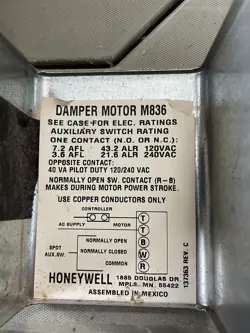 DAMPER MOTOR M836
SEE CASE FOR ELEC. RATINGS
AUXILIARY SWITCH RATING
ONE CONTACT (N.O. OR N.C.):
7.2 AFL 43.2 ALR 120VAC
3.6 AFL 21.6 ALR 240VAC
OPPOSITE CONTACT:
40 VA PILOT DUTY 120/240 VAC
NORMALLY OPEN SW. CONTACT (R–B)
MAKES DURING MOTOR POWER STROKE.
USE COPPER CONDUCTORS ONLY
CONTROLLER
AC SUPPLY MOTOR
T
T
NORMALLY OPEN B
SPDT AUX.SW. NORMALLY CLOSED W
COMMON R
HONEYWELL 1885 DOUGLAS DR.
MPLS. MN. 55422
ASSEMBLED IN MEXICO
137363 REV. C